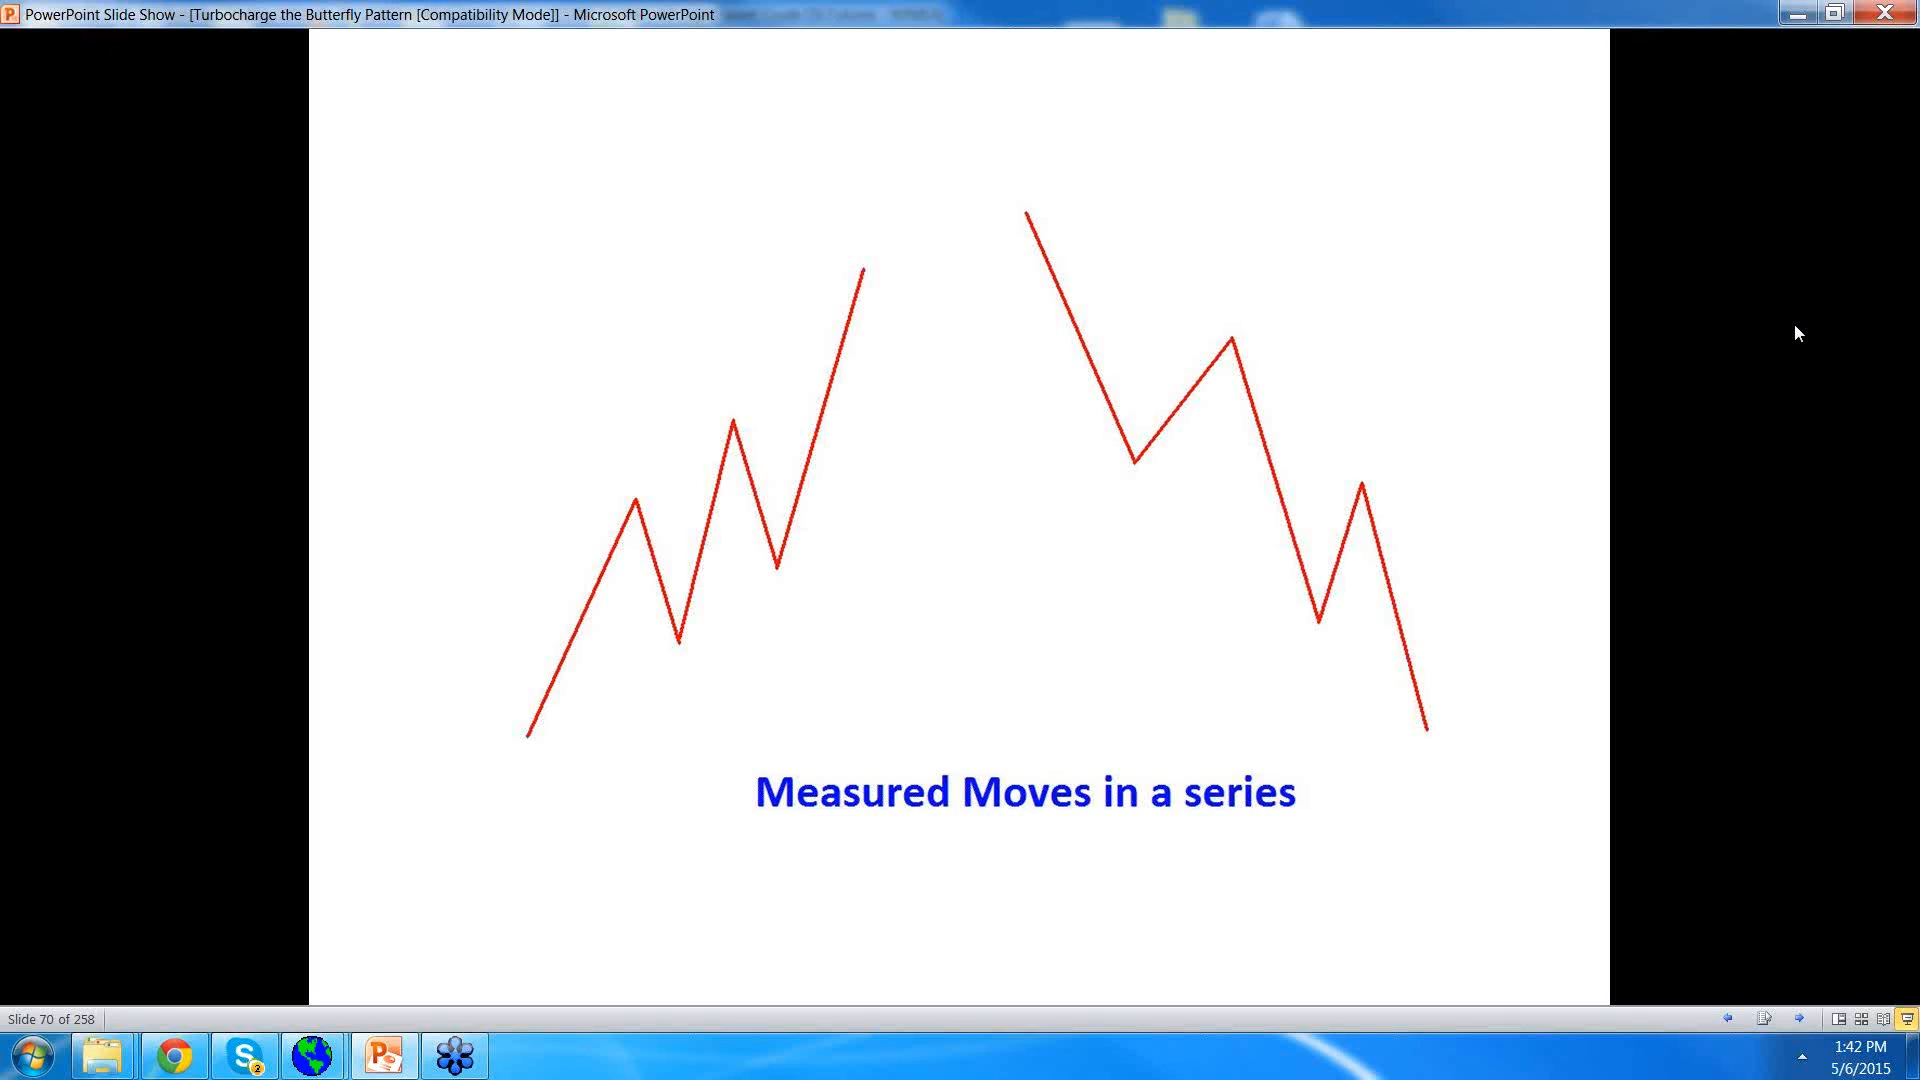 PowerPoint Slide Show - [Turbocharge the Butterfly Pattern [Compatibility Mode]] - Microsoft PowerPoint
Measured Moves in a series
Slide 70 of 258
2
1:42 PM
5/6/2015